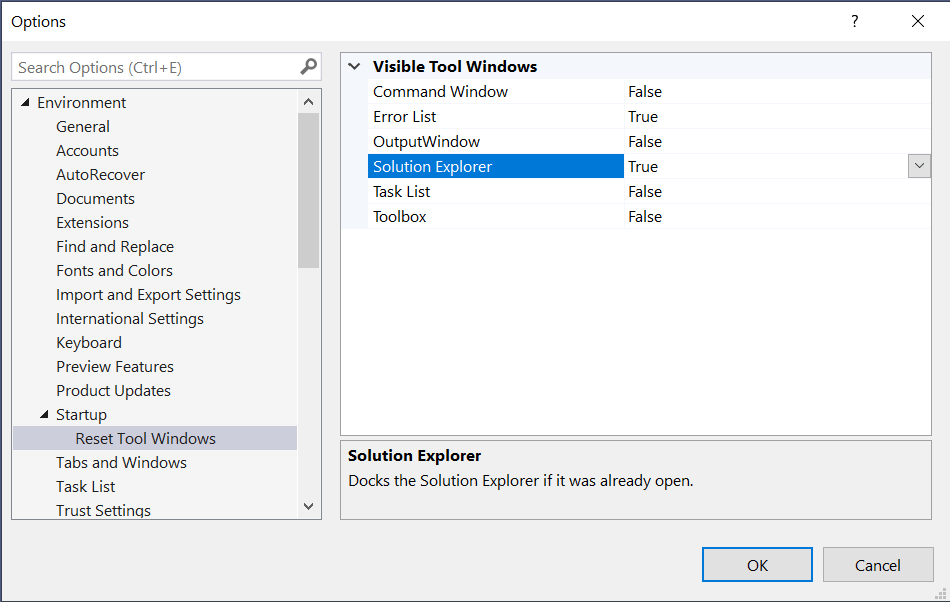 Options
?
Search Options (Ctrl+E)
Environment
General
Accounts
AutoRecover
Documents
Extensions
Find and Replace
Fonts and Colors
Import and Export Settings
International Settings
Keyboard
Preview Features
Product Updates
Startup
Reset Tool Windows
Tabs and Windows
Task List
Trust Settings
Visible Tool Windows
Command Window False
Error List True
OutputWindow False
Solution Explorer True
Task List False
Toolbox False
Solution Explorer
Docks the Solution Explorer if it was already open.
OK Cancel